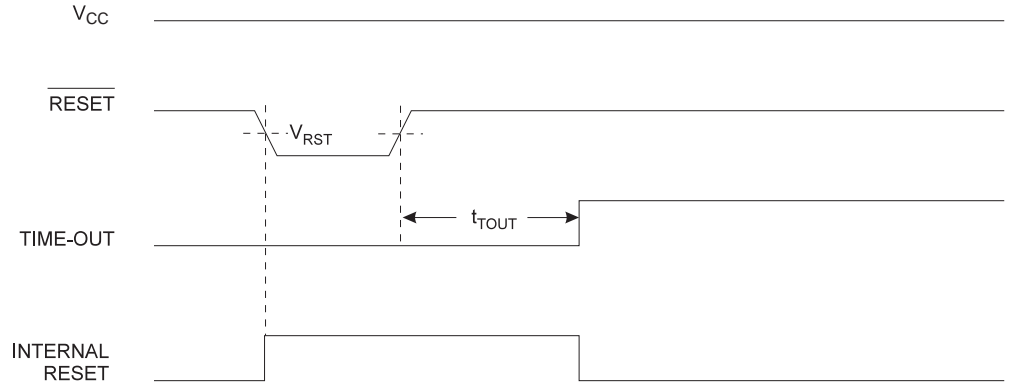 VCC
RESET
VRST
tTOUT
TIME-OUT
INTERNAL
RESET